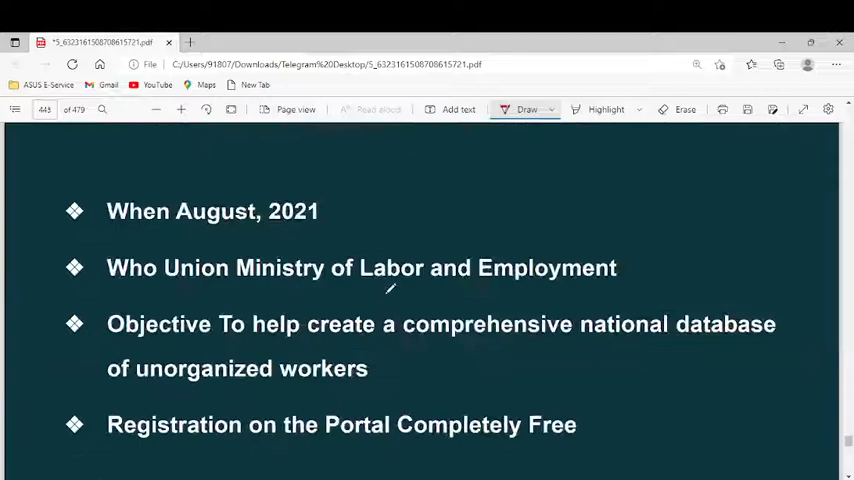 *5_6323161508708615721.pdf
File C:/Users/91807/Downloads/Telegram%20Desktop/5_6323161508708615721.pdf
ASUS E-Service Gmail YouTube Maps New Tab
443 of 479 Page view Read aloud Add text Draw Highlight Erase
When August, 2021
Who Union Ministry of Labor and Employment
Objective To help create a comprehensive national database
of unorganized workers
Registration on the Portal Completely Free